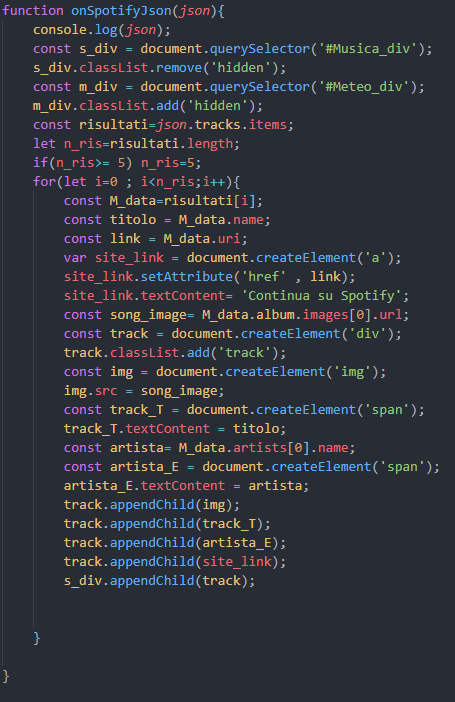 function onSpotifyJson(json){
console.log(json);
const s_div = document.querySelector('#Musica_div');
s_div.classList.remove('hidden');
const m_div = document.querySelector('#Meteo_div');
m_div.classList.add('hidden');
const risultati=json.tracks.items;
let n_ris=risultati.length;
if(n_ris>= 5) n_ris=5;
for(let i=0 ; i<n_ris;i++){
const M_data=risultati[i];
const titolo = M_data.name;
const link = M_data.uri;
var site_link = document.createElement('a');
site_link.setAttribute('href' , link);
site_link.textContent= 'Continua su Spotify';
const song_image= M_data.album.images[0].url;
const track = document.createElement('div');
track.classList.add('track');
const img = document.createElement('img');
img.src = song_image;
const track_T = document.createElement('span');
track_T.textContent = titolo;
const artista= M_data.artists[0].name;
const artista_E = document.createElement('span');
artista_E.textContent = artista;
track.appendChild(img);
track.appendChild(track_T);
track.appendChild(artista_E);
track.appendChild(site_link);
s_div.appendChild(track);
}
}